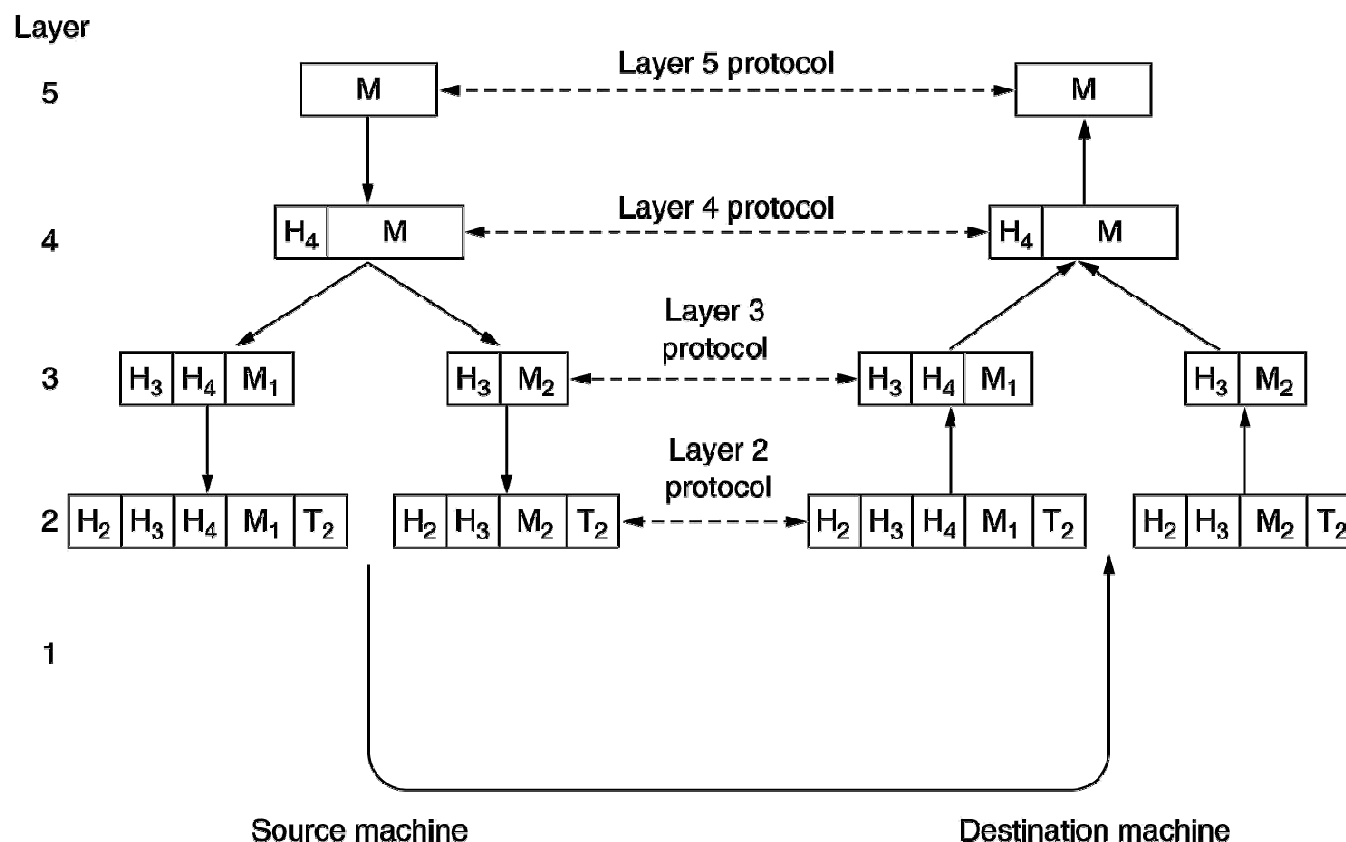 Layer
5 M Layer 5 protocol M
4 H₄ M Layer 4 protocol H₄ M
Layer 3
protocol
3 H₃ H₄ M₁ H₃ M₂ H₃ H₄ M₁ H₃ M₂
Layer 2
protocol
2 H₂ H₃ H₄ M₁ T₂ H₂ H₃ M₂ T₂ H₂ H₃ H₄ M₁ T₂ H₂ H₃ M₂ T₂
1
Source machine Destination machine